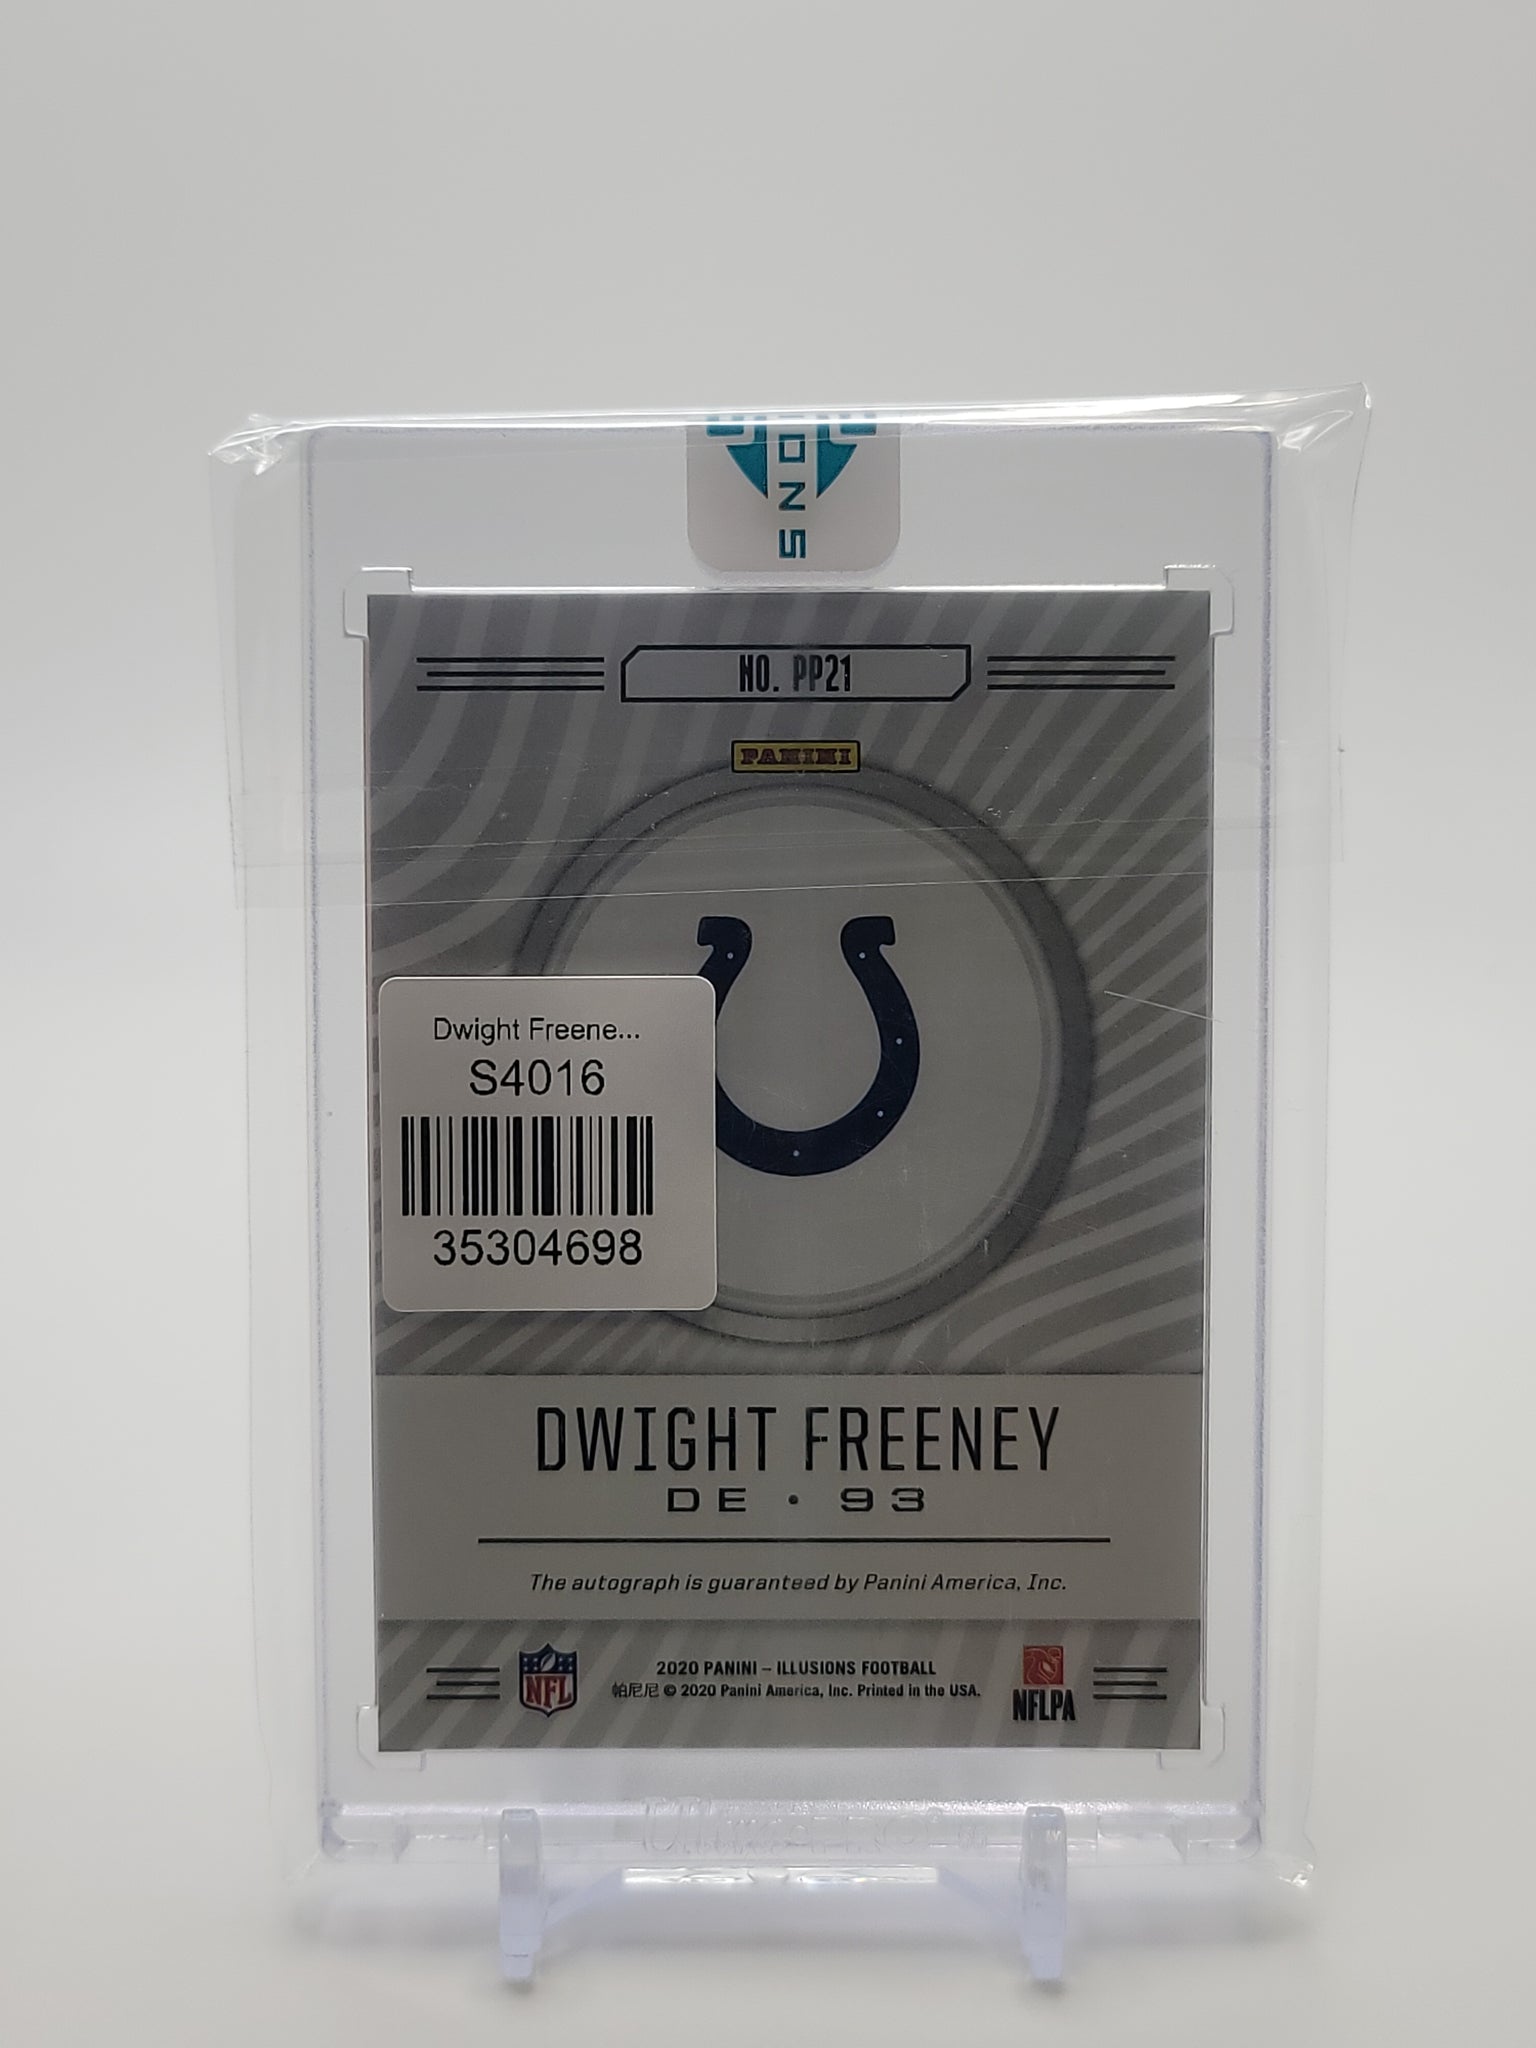 IONS
NO. PP21
PANINI
Dwight Freene...
S4016
35304698
DWIGHT FREENEY
DE • 93
The autograph is guaranteed by Panini America, Inc.
NFL
2020 PANINI – ILLUSIONS FOOTBALL
帕尼尼 © 2020 Panini America, Inc. Printed in the USA.
NFLPA